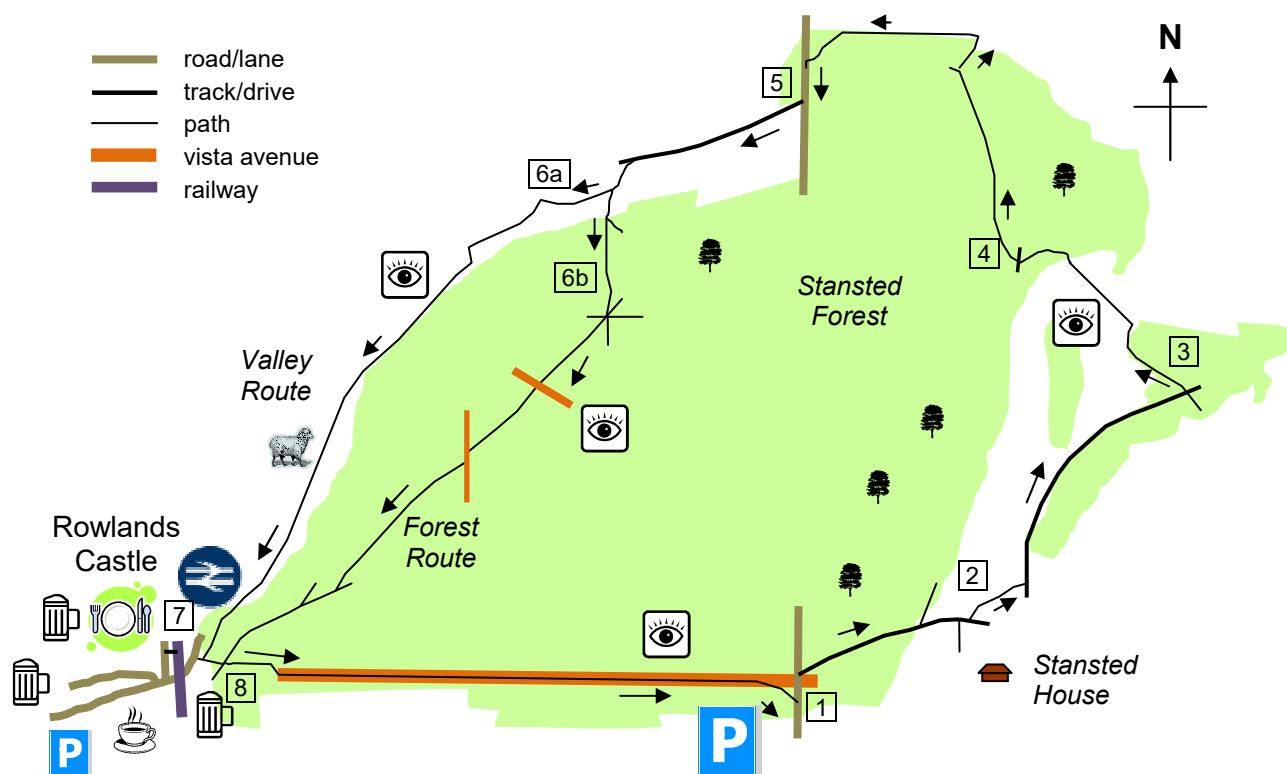 road/lane
track/drive
path
vista avenue
railway
N
5
6a
4
6b
Stansted
Forest
3
Valley
Route
Forest
Route
Rowlands
Castle
2
7
Stansted
House
8
1
P
P